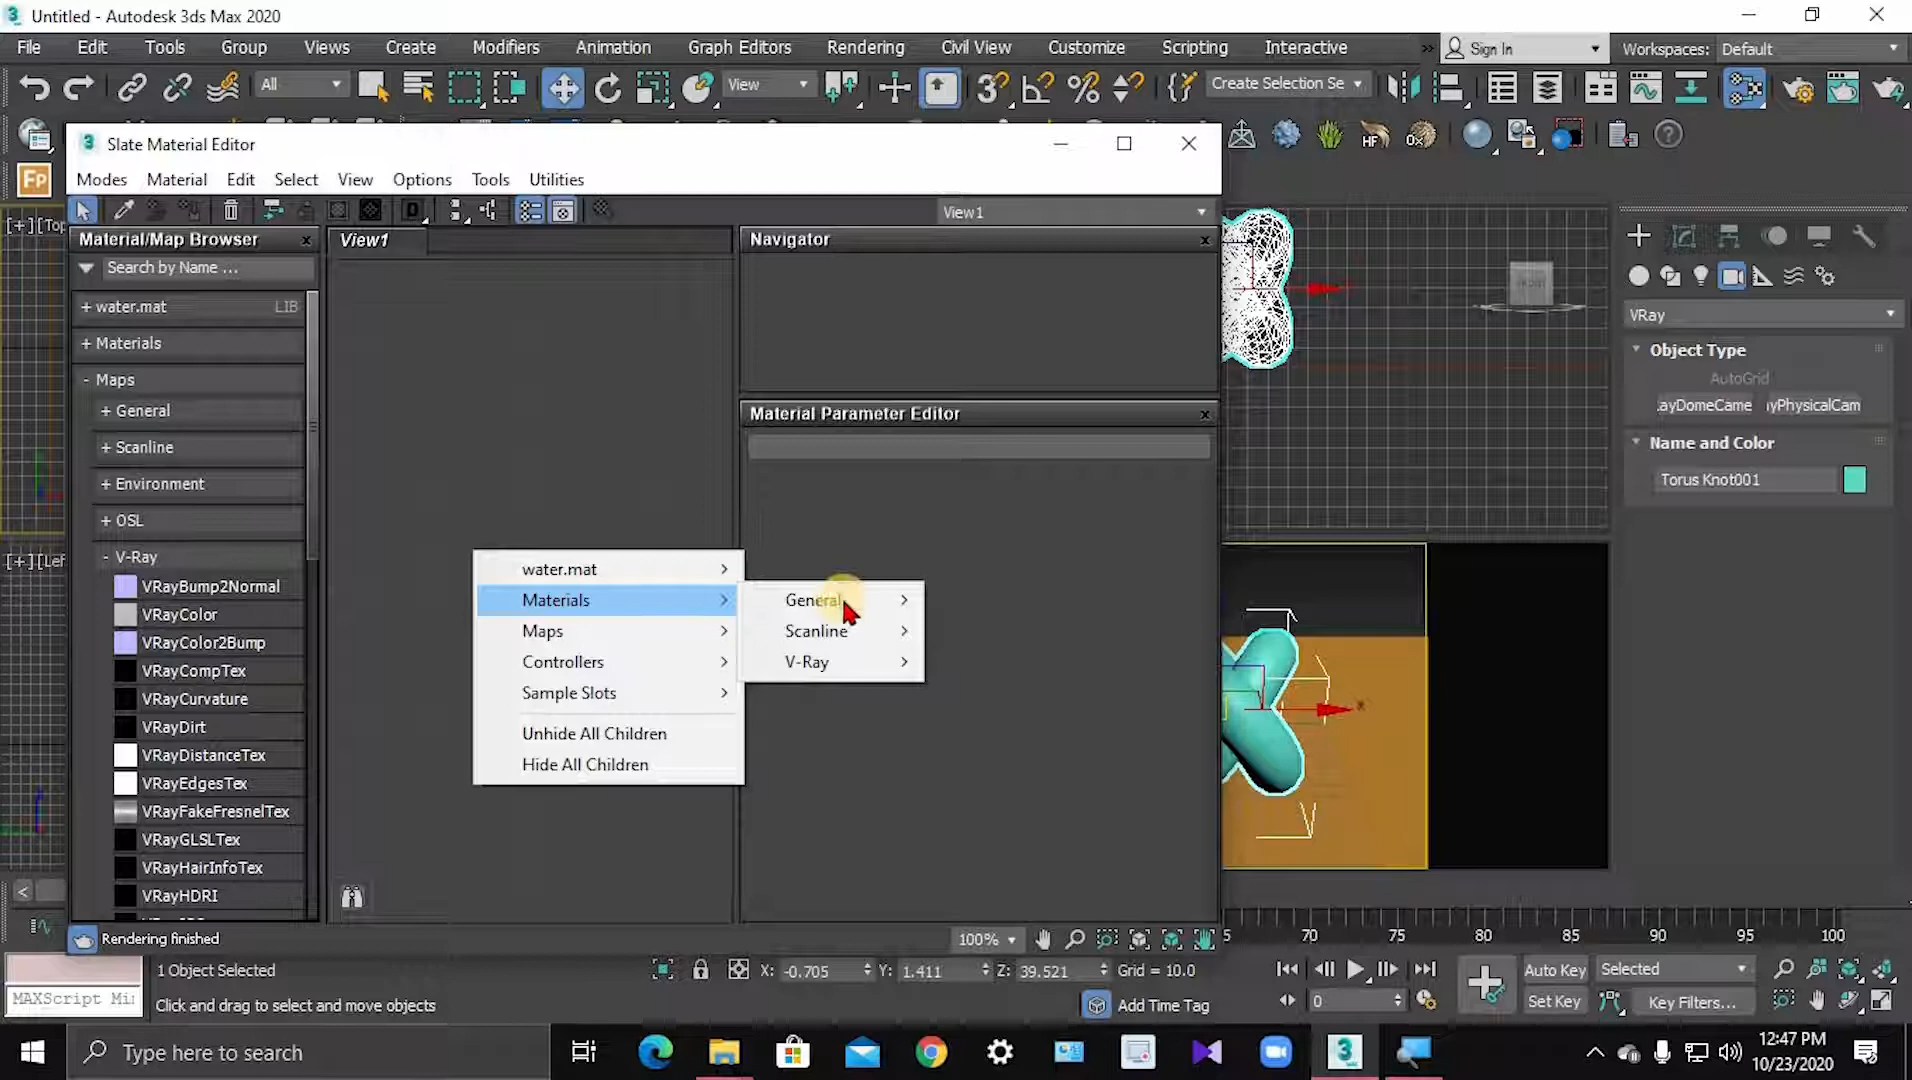 Untitled - Autodesk 3ds Max 2020
File Edit Tools Group Views Create Modifiers Animation Graph Editors Rendering Civil View Customize Scripting Interactive
Sign In
Workspaces: Default
All
View
Create Selection Se
Slate Material Editor
Modes Material Edit Select View Options Tools Utilities
View1
Material/Map Browser
View1
Navigator
Search by Name ...
+ water.mat LIB
+ Materials
- Maps
+ General
+ Scanline
+ Environment
+ OSL
- V-Ray
VRayBump2Normal
VRayColor
VRayColor2Bump
VRayCompTex
VRayCurvature
VRayDirt
VRayDistanceTex
VRayEdgesTex
VRayFakeFresnelTex
VRayGLSLTex
VRayHairInfoTex
VRayHDRI
Material Parameter Editor
water.mat
Materials
Maps
Controllers
Sample Slots
Unhide All Children
Hide All Children
General
Scanline
V-Ray
[+][Top
[+][Left
VRay
Object Type
AutoGrid
.ayDomeCame
ıyPhysicalCam
Name and Color
Torus Knot001
x
Rendering finished
100%
5 70 75 80 85 90 95 100
1 Object Selected
X: -0.705 Y: 1.411 Z: 39.521 Grid = 10.0
Auto Key
Selected
MAXScript Mi
Click and drag to select and move objects
Add Time Tag
0
Set Key
Key Filters...
Type here to search
12:47 PM
10/23/2020